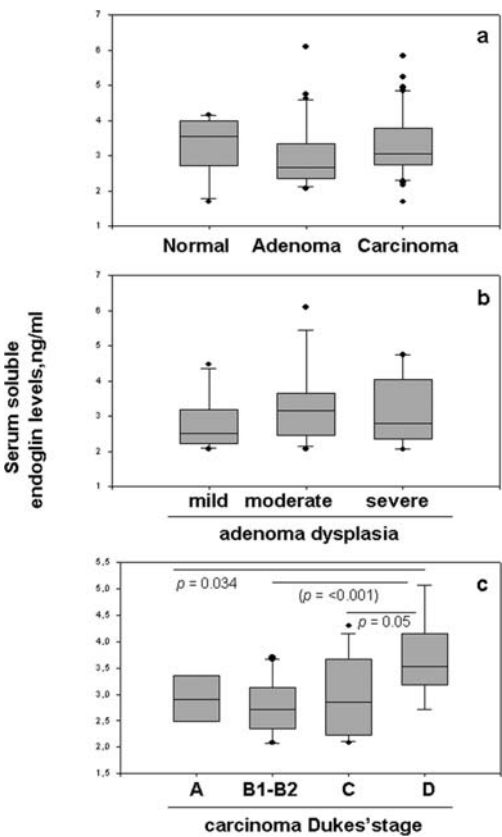 Serum soluble
endoglin levels,ng/ml
7
6
5
4
3
2
1
a
Normal Adenoma Carcinoma
7
6
5
4
3
2
1
b
mild moderate severe
adenoma dysplasia
5,5
5,0
4,5
4,0
3,5
3,0
2,5
2,0
1,5
c
p = 0.034
(p = <0.001)
p = 0.05
A B1-B2 C D
carcinoma Dukes'stage